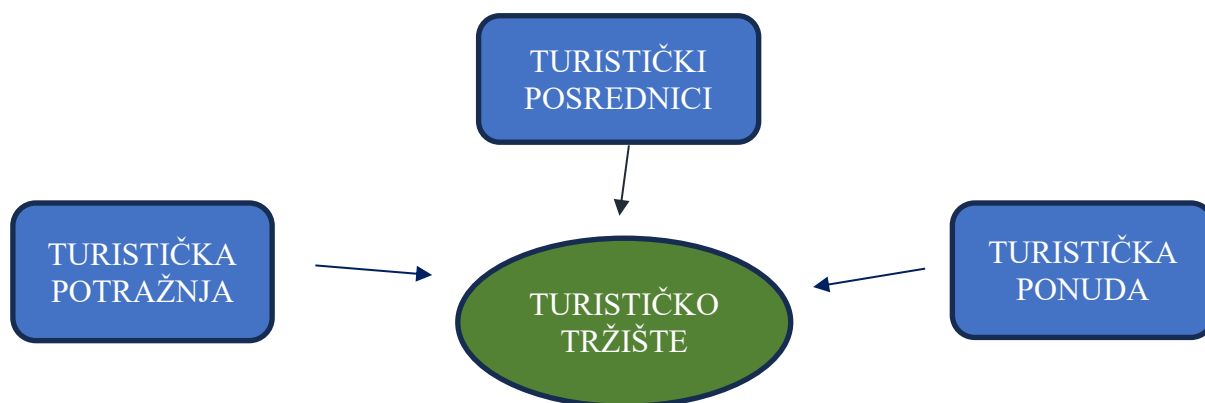 TURISTIČKI
POSREDNICI
TURISTIČKA
POTRAŽNJA
TURISTIČKO
TRŽIŠTE
TURISTIČKA
PONUDA